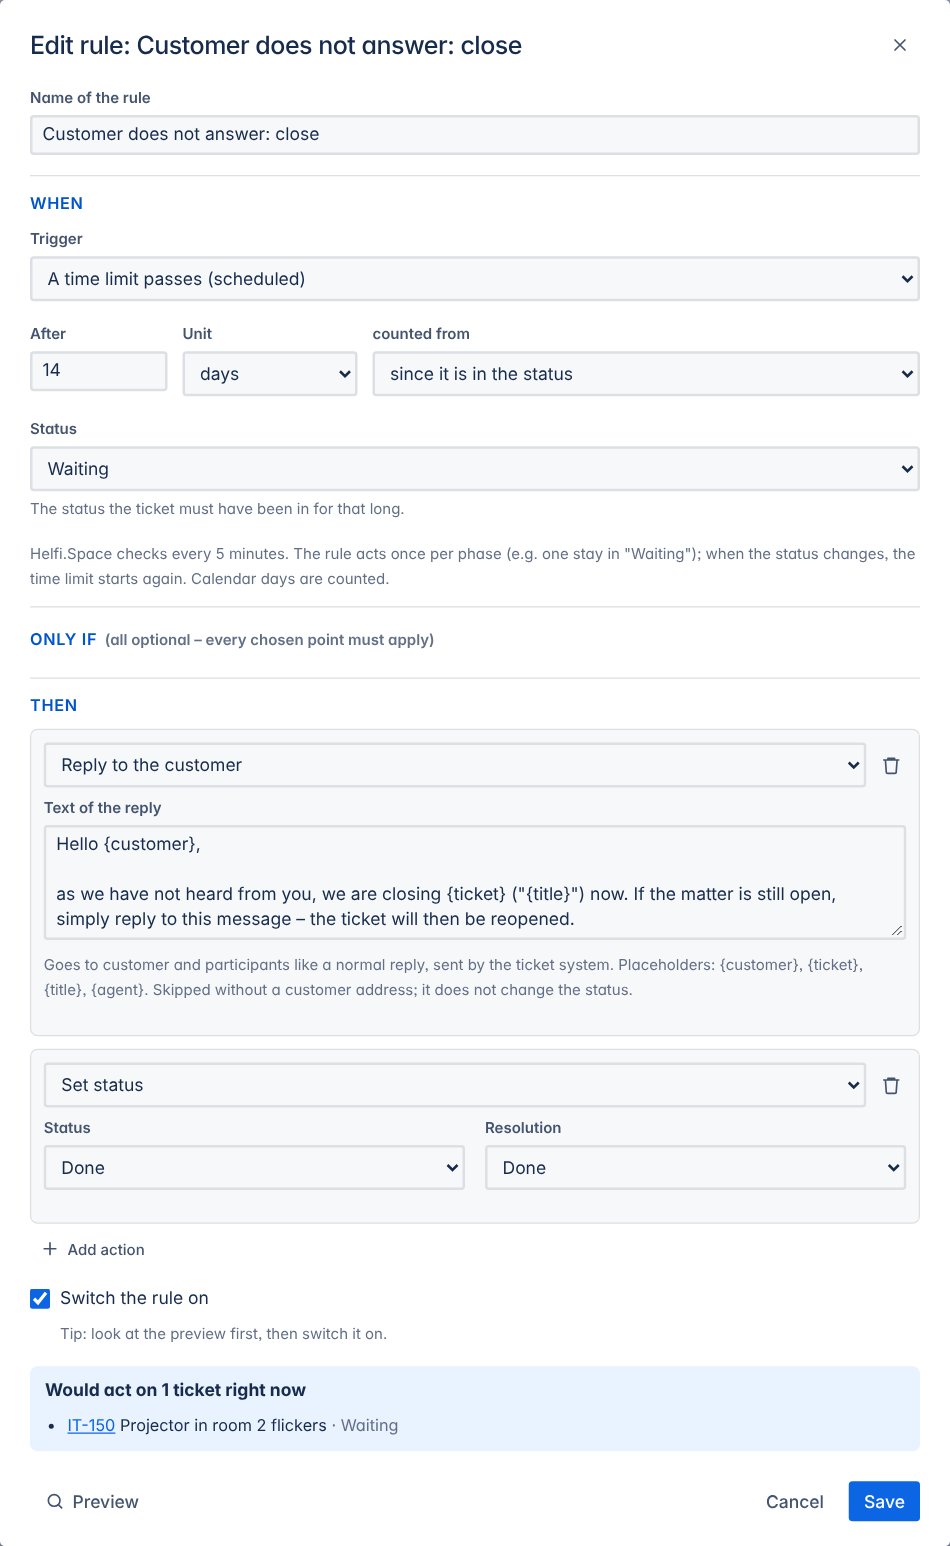 Edit rule: Customer does not answer: close
Name of the rule
Customer does not answer: close
WHEN
Trigger
A time limit passes (scheduled)
After
Unit
counted from
14
days
since it is in the status
Status
Waiting
The status the ticket must have been in for that long.
Helfi.Space checks every 5 minutes. The rule acts once per phase (e.g. one stay in "Waiting"); when the status changes, the
time limit starts again. Calendar days are counted.
ONLY IF (all optional – every chosen point must apply)
THEN
Reply to the customer
Text of the reply
Hello {customer},
as we have not heard from you, we are closing {ticket} ("{title}") now. If the matter is still open,
simply reply to this message – the ticket will then be reopened.
Goes to customer and participants like a normal reply, sent by the ticket system. Placeholders: {customer}, {ticket},
{title}, {agent}. Skipped without a customer address; it does not change the status.
Set status
Status
Resolution
Done
Done
Add action
Switch the rule on
Tip: look at the preview first, then switch it on.
Would act on 1 ticket right now
• IT-150 Projector in room 2 flickers · Waiting
Preview
Cancel
Save